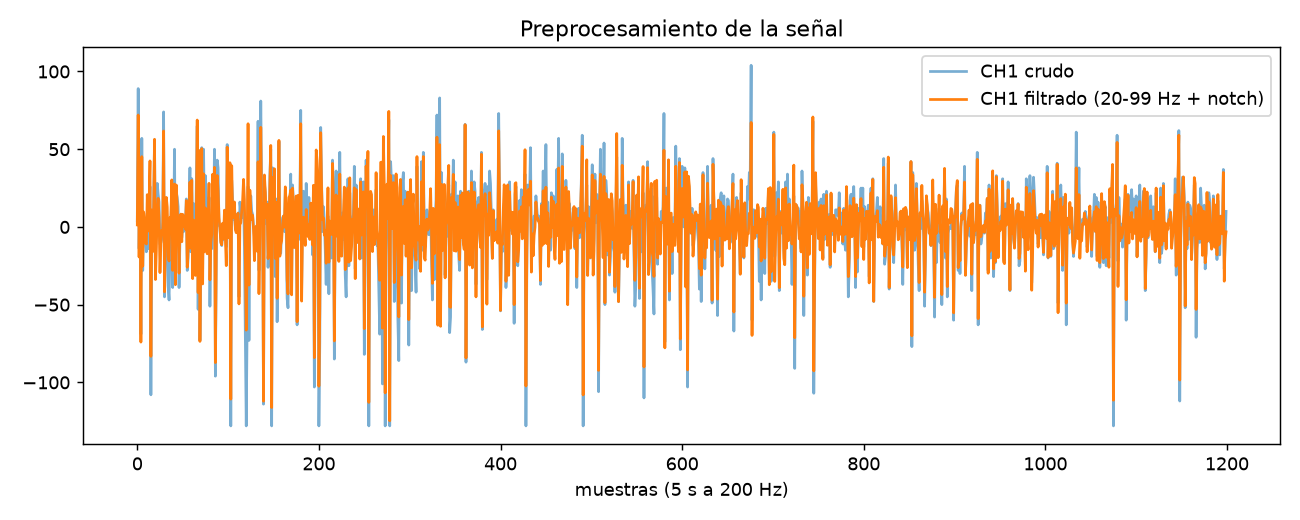 Preprocesamiento de la señal
CH1 crudo
CH1 filtrado (20-99 Hz + notch)
100
50
0
−50
−100
0 200 400 600 800 1000 1200
muestras (5 s a 200 Hz)